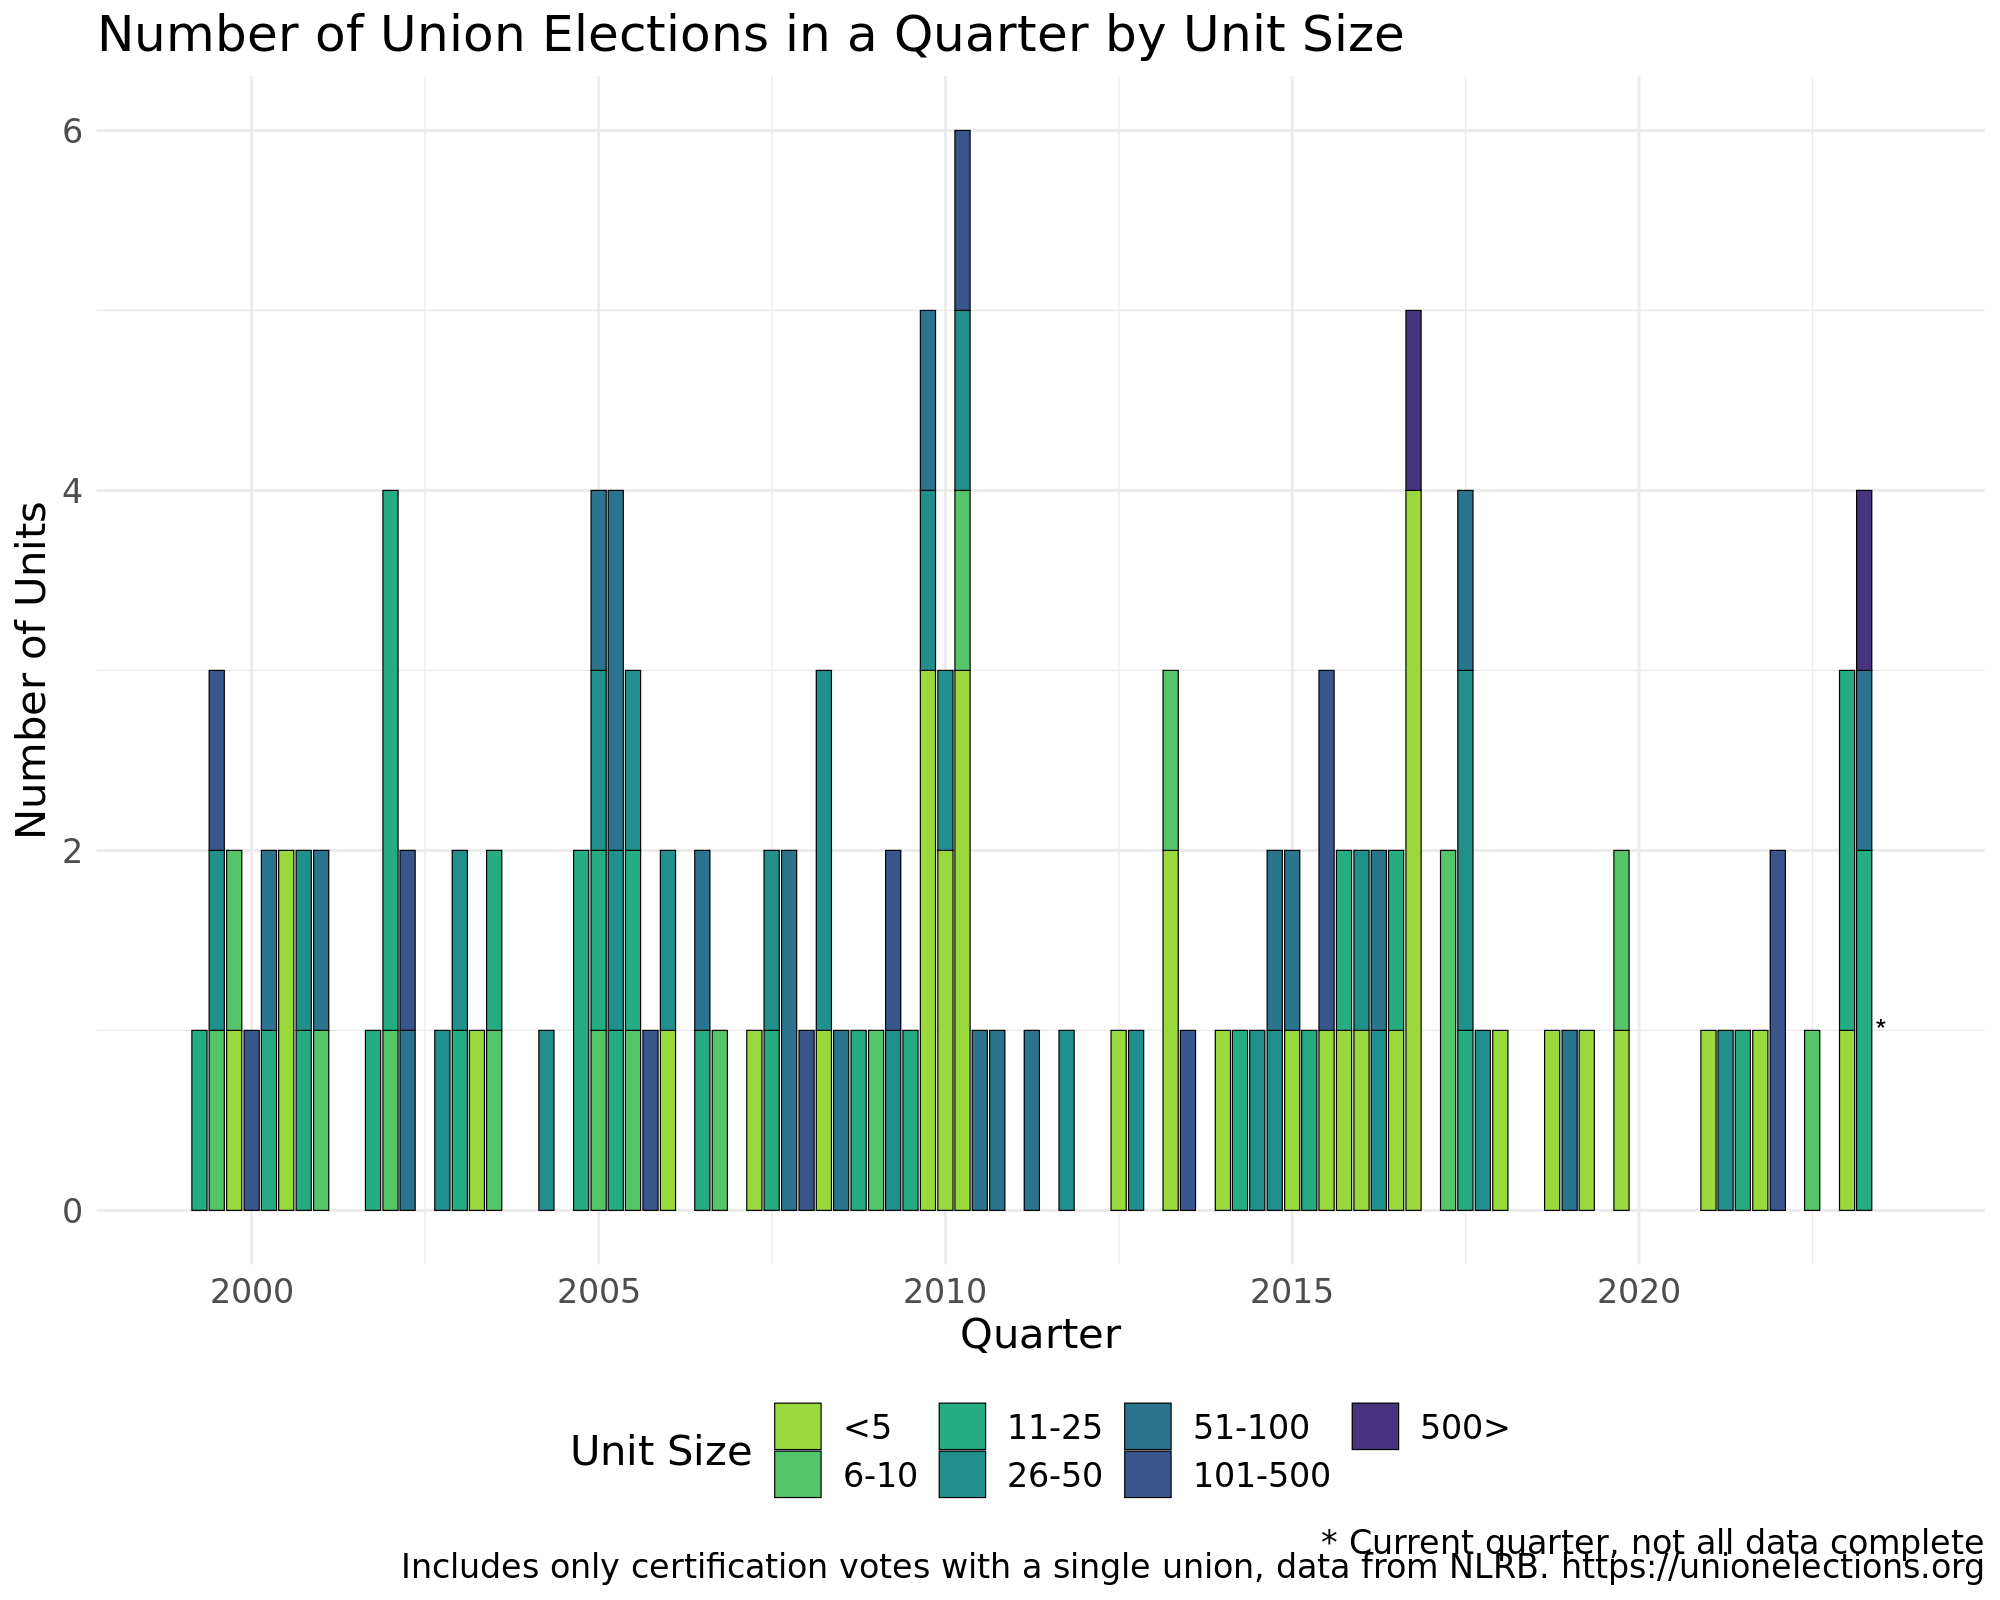 Number of Union Elections in a Quarter by Unit Size
Number of Units
6
4
2
0
*
2000 2005 2010 2015 2020
Quarter
Unit Size
<5 11-25 51-100 500>
6-10 26-50 101-500
* Current quarter, not all data complete
Includes only certification votes with a single union, data from NLRB. https://unionelections.org